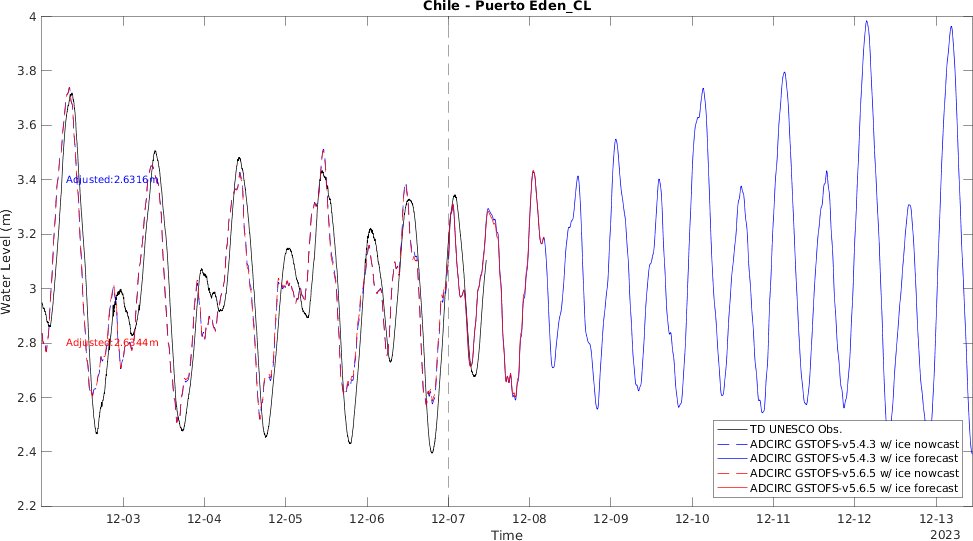 Chile - Puerto Eden_CL
4
3.8
3.6
3.4
3.2
3
2.8
2.6
2.4
2.2
Water Level (m)
Adjusted:2.6316m
Adjusted:2.6344m
TD UNESCO Obs.
ADCIRC GSTOFS-v5.4.3 w/ ice nowcast
ADCIRC GSTOFS-v5.4.3 w/ ice forecast
ADCIRC GSTOFS-v5.6.5 w/ ice nowcast
ADCIRC GSTOFS-v5.6.5 w/ ice forecast
12-03 12-04 12-05 12-06 12-07 12-08 12-09 12-10 12-11 12-12 12-13
Time 2023